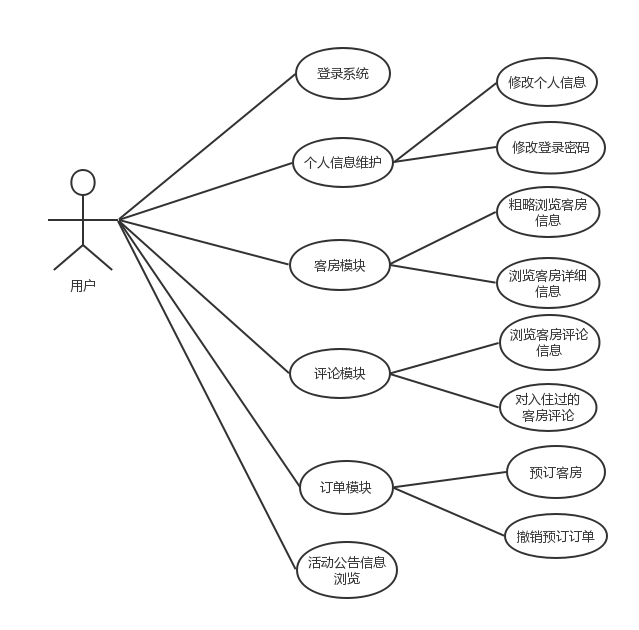 登录系统
修改个人信息
个人信息维护
修改登录密码
粗略浏览客房
信息
客房模块
浏览客房详细
信息
用户
浏览客房评论
信息
评论模块
对入住过的
客房评论
预订客房
订单模块
撤销预订订单
活动公告信息
浏览